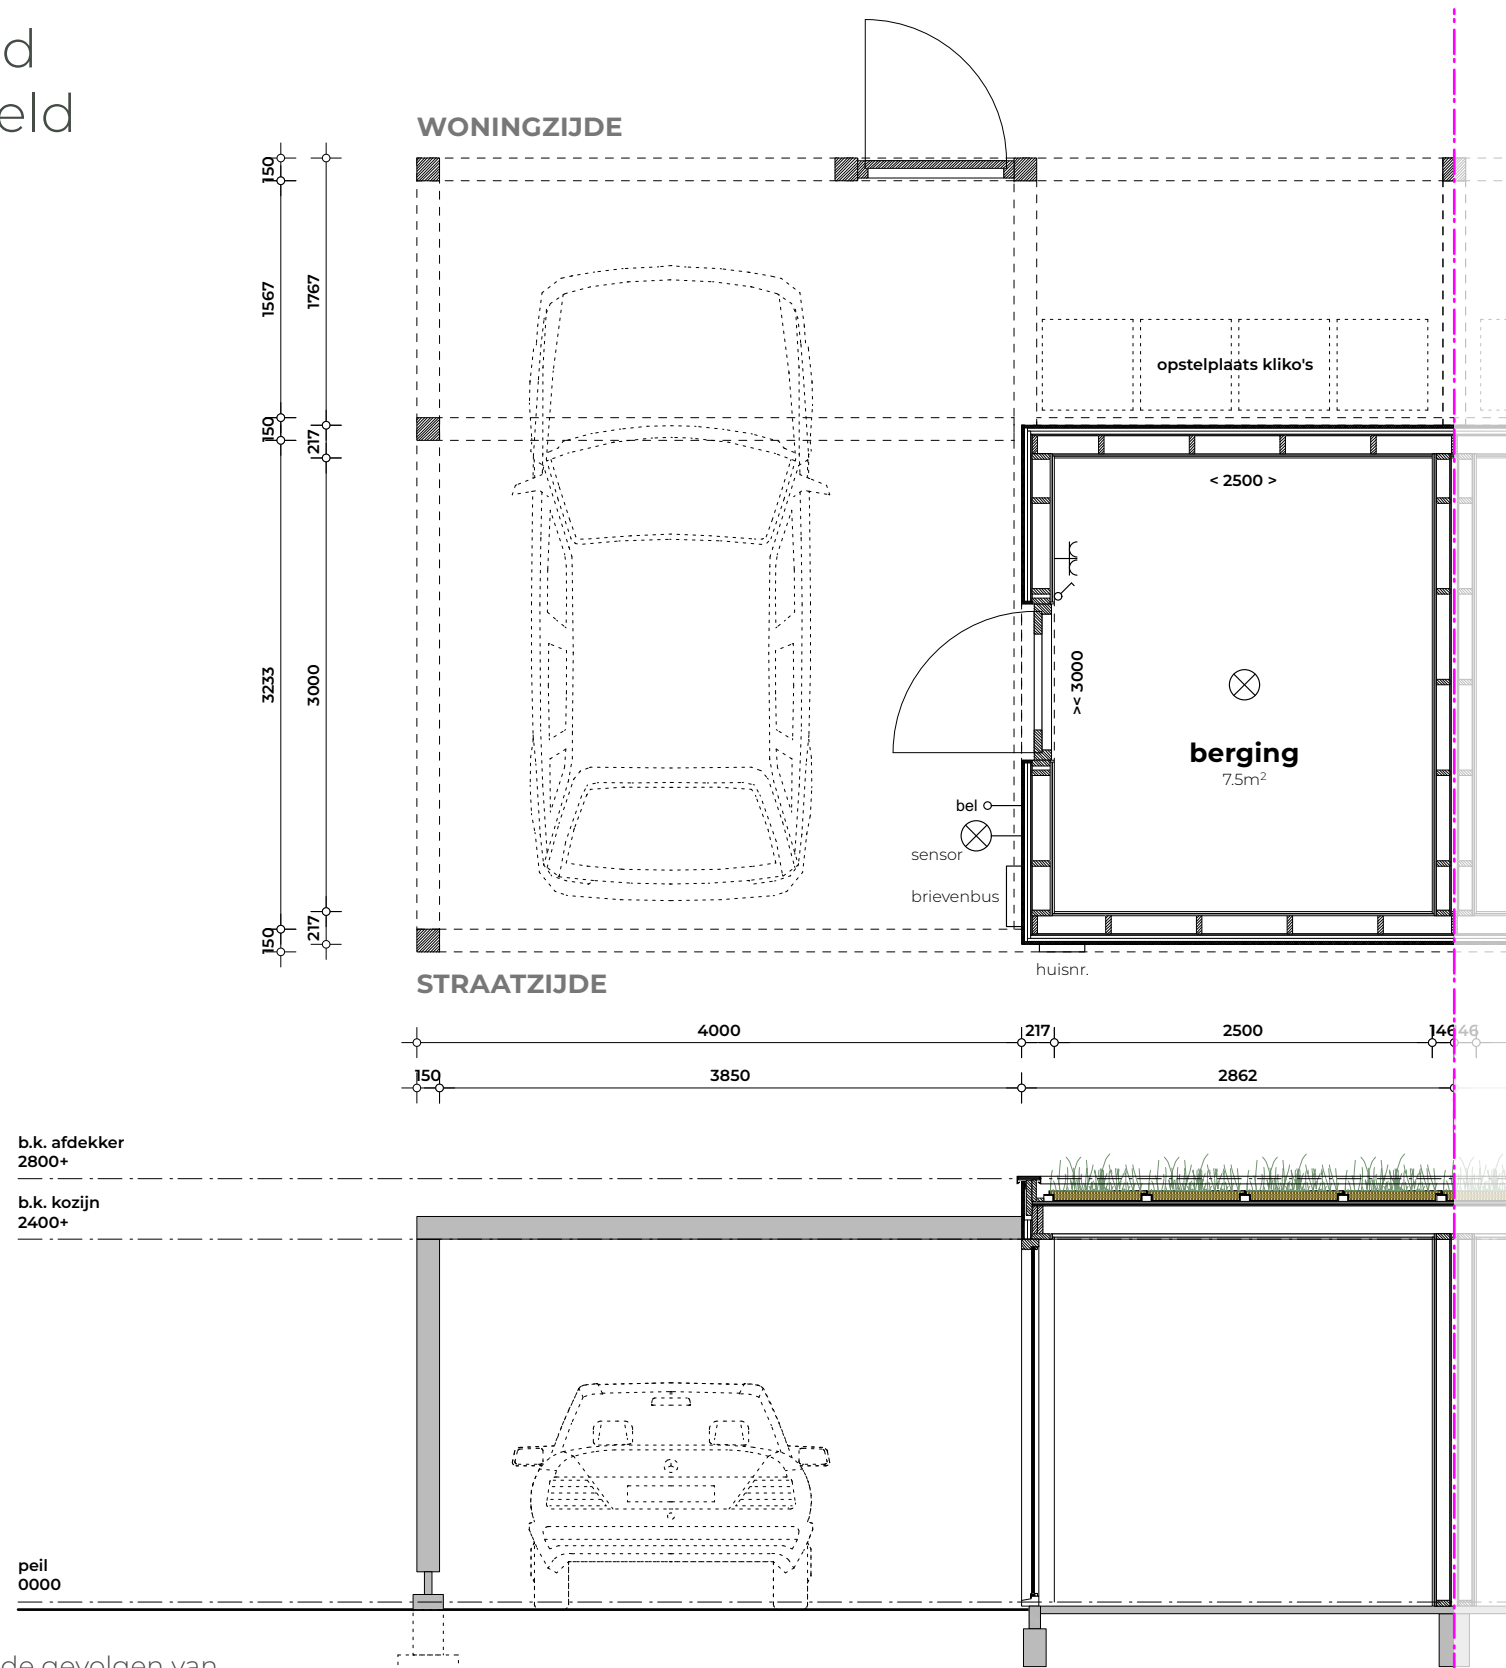 d
eld
WONINGZIJDE
150
1567
1767
150
217
3233
3000
150
217
opstelplaats kliko's
< 2500 >
>< 3000
berging
7.5m²
bel
sensor
brievenbus
huisnr.
STRAATZIJDE
4000
217
2500
146
46
150
3850
2862
b.k. afdekker
2800+
b.k. kozijn
2400+
peil
0000
de gevolgen van